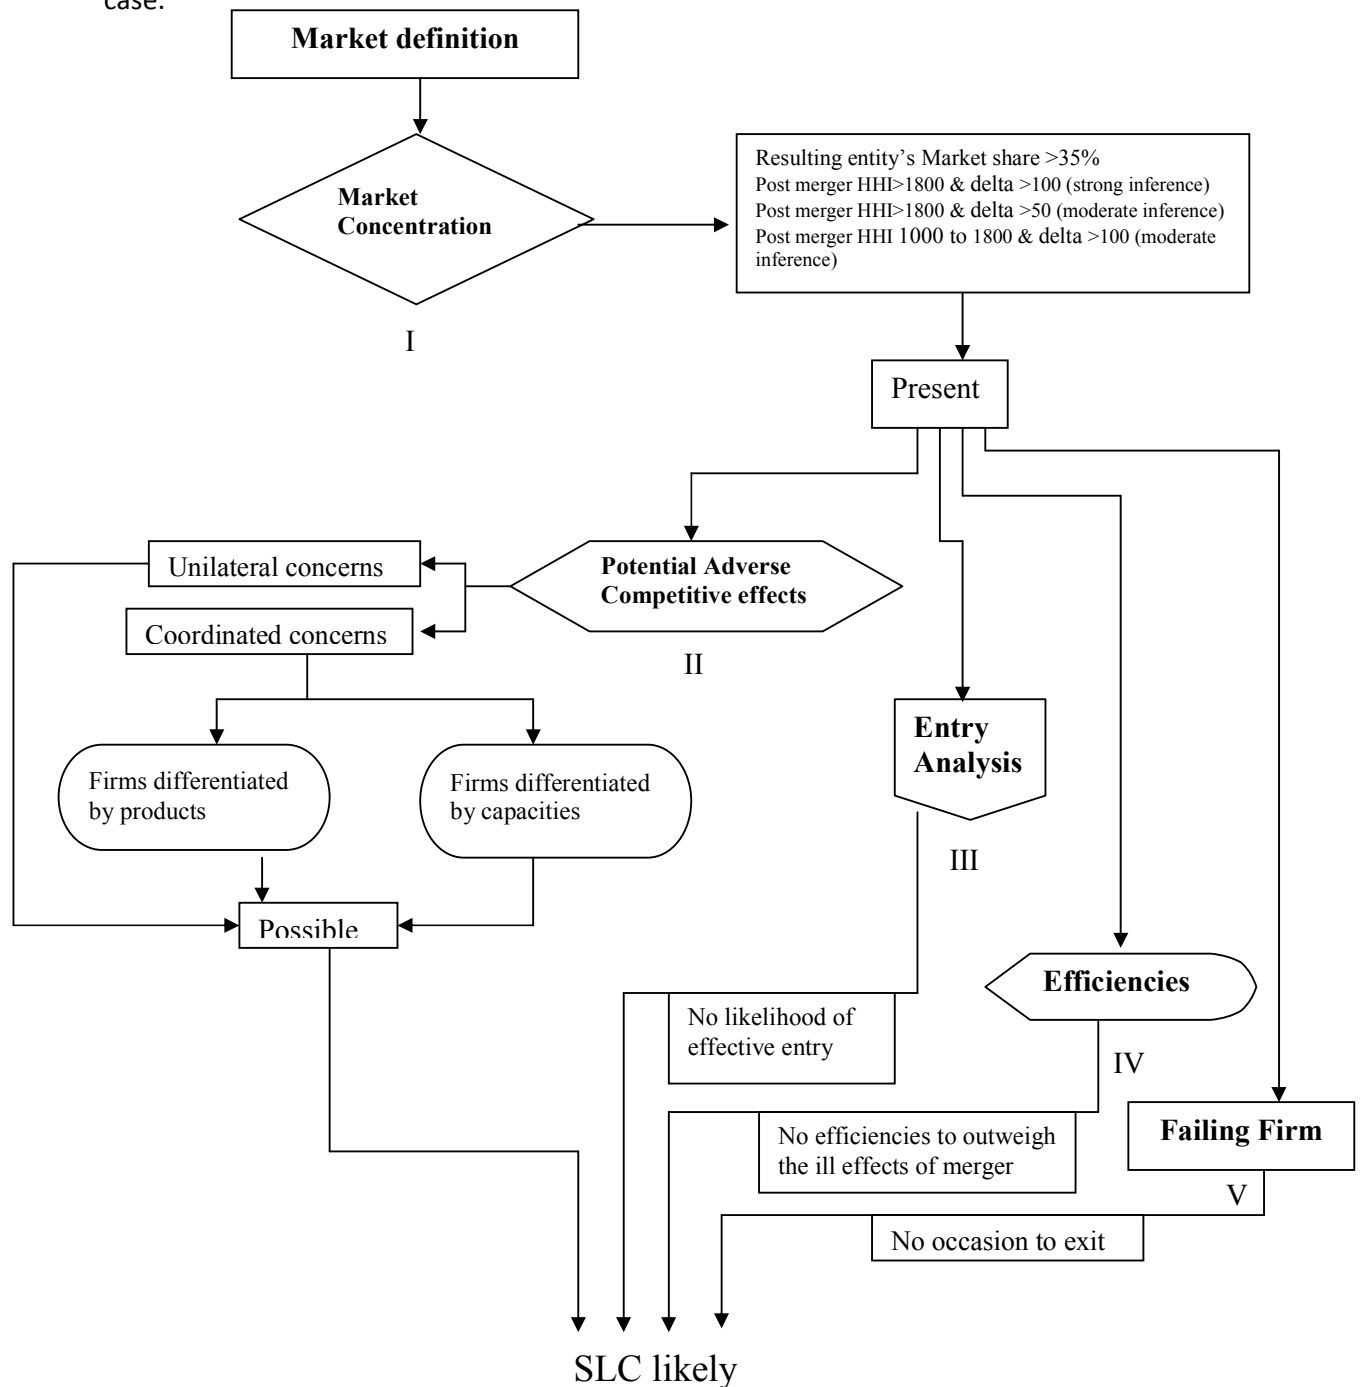 case.
Market definition
Market
Concentration
I
Resulting entity’s Market share >35%
Post merger HHI>1800 & delta >100 (strong inference)
Post merger HHI>1800 & delta >50 (moderate inference)
Post merger HHI 1000 to 1800 & delta >100 (moderate
inference)
Present
Potential Adverse
Competitive effects
II
Unilateral concerns
Coordinated concerns
Firms differentiated
by products
Firms differentiated
by capacities
Possible
Entry
Analysis
III
No likelihood of
effective entry
Efficiencies
IV
No efficiencies to outweigh
the ill effects of merger
Failing Firm
V
No occasion to exit
SLC likely